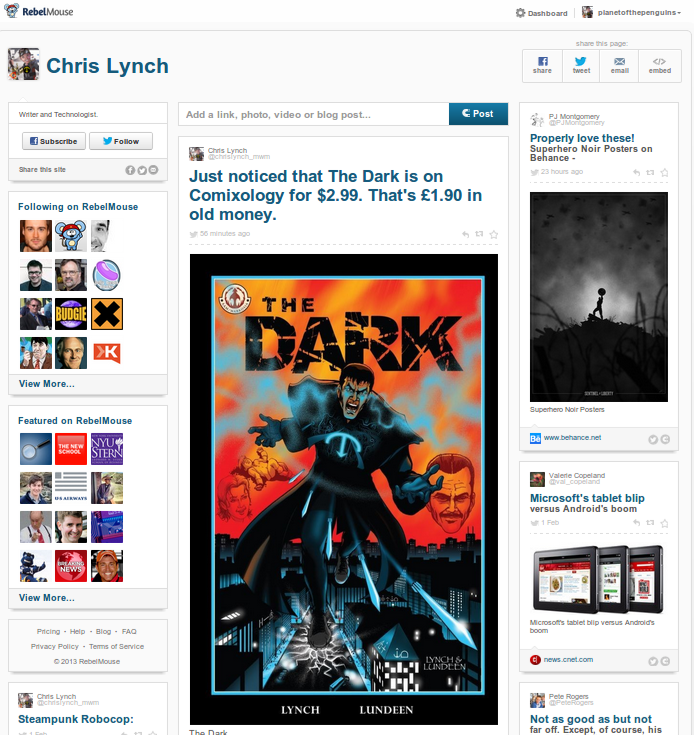 RebelMouse
Dashboard
planetofthepenguins
Chris Lynch
share this page:
share
tweet
email
embed
Writer and Technologist.
Subscribe
Follow
Share this site
Following on RebelMouse
BUDGIE
View More...
Featured on RebelMouse
THE NEW
SCHOOL
NYU
STERN
US AIRWAYS
BREAKING
NEWS
View More...
Pricing • Help • Blog • FAQ
Privacy Policy • Terms of Service
© 2013 RebelMouse
Chris Lynch
@chrislynch_mwm
Steampunk Robocop:
1 Feb
Add a link, photo, video or blog post...
Post
Chris Lynch
@chrislynch_mwm
Just noticed that The Dark is on
Comixology for $2.99. That's £1.90 in
old money.
56 minutes ago
THE
DARK
LYNCH &
LUNDEEN
LYNCH
LUNDEEN
The Dark
PJ Montgomery
@PJMontgomery
Properly love these!
Superhero Noir Posters on
Behance -
23 hours ago
SENTINEL of LIBERTY
Superhero Noir Posters
Bē
www.behance.net
Valerie Copeland
@val_copeland
Microsoft's tablet blip
versus Android's boom
1 Feb
Microsoft's tablet blip versus Android's
boom
news.cnet.com
Pete Rogers
@PeteRogers
Not as good as but not
far off. Except, of course, his